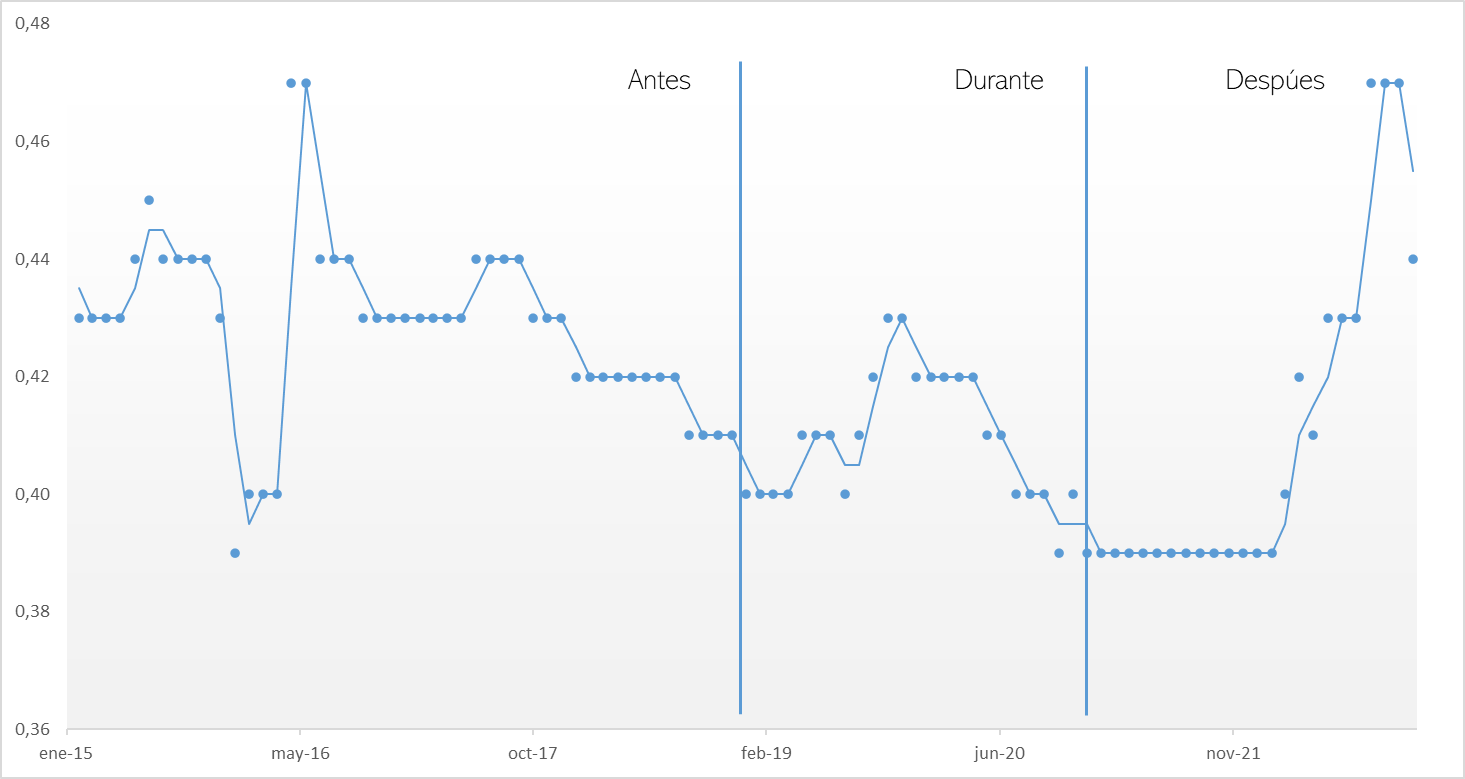 0,48
Antes
Durante
Despúes
0,46
0,44
0,42
0,40
0,38
0,36
ene-15
may-16
oct-17
feb-19
jun-20
nov-21